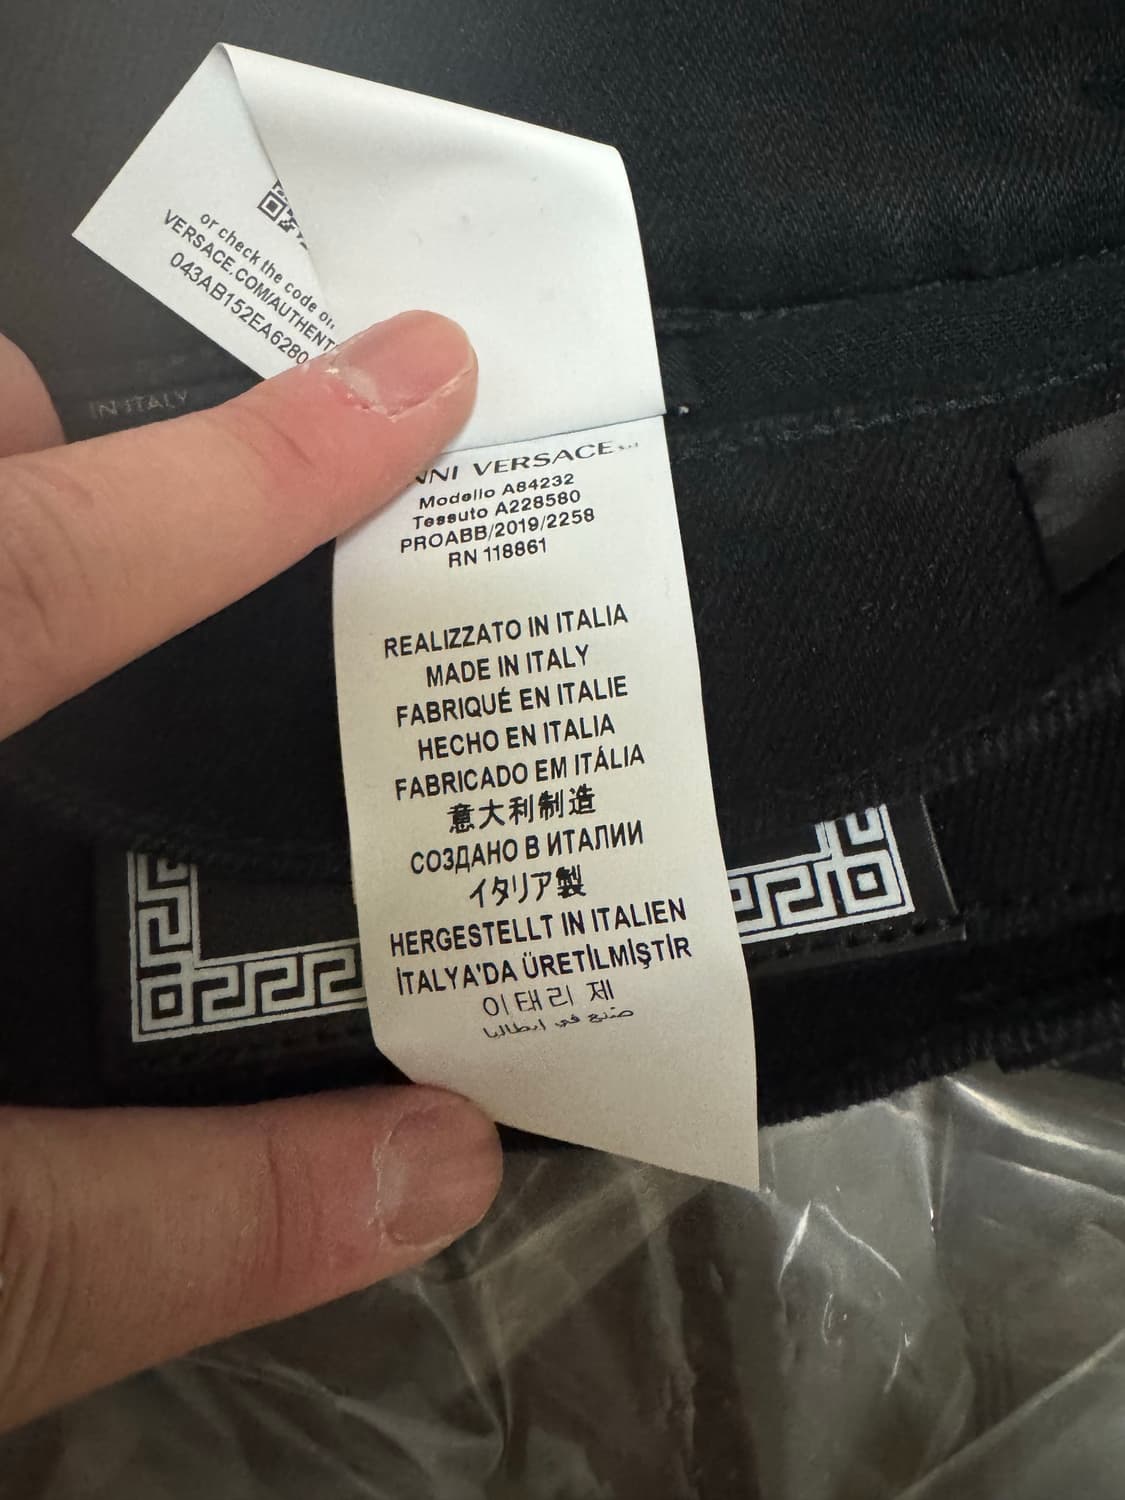 or check the code on
VERSACE.COM/AUTHENT
043AB152EA6280
IN ITALY
VERSACE
Modello A84232
Tessuto A228580
PROABB/2019/2258
RN 118861
REALIZZATO IN ITALIA
MADE IN ITALY
FABRIQUÉ EN ITALIE
HECHO EN ITALIA
FABRICADO EM ITÁLIA
意大利制造
СОЗДАНО В ИТАЛИИ
イタリア製
HERGESTELLT IN ITALIEN
İTALYA'DA ÜRETİLMİŞTİR
이태리 제
صنع في ايطاليا